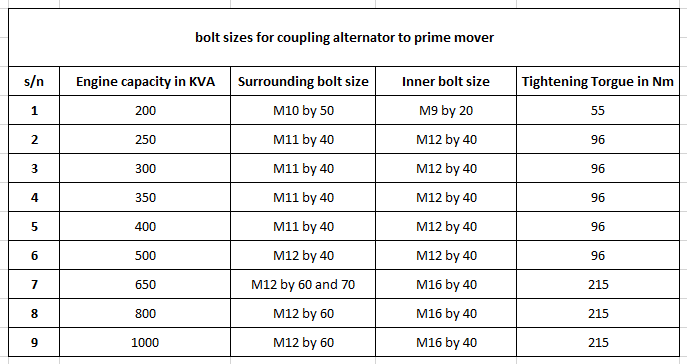 bolt sizes for coupling alternator to prime mover
s/n Engine capacity in KVA Surrounding bolt size Inner bolt size Tightening Torgue in Nm
1 200 M10 by 50 M9 by 20 55
2 250 M11 by 40 M12 by 40 96
3 300 M11 by 40 M12 by 40 96
4 350 M11 by 40 M12 by 40 96
5 400 M11 by 40 M12 by 40 96
6 500 M12 by 40 M12 by 40 96
7 650 M12 by 60 and 70 M16 by 40 215
8 800 M12 by 60 M16 by 40 215
9 1000 M12 by 60 M16 by 40 215